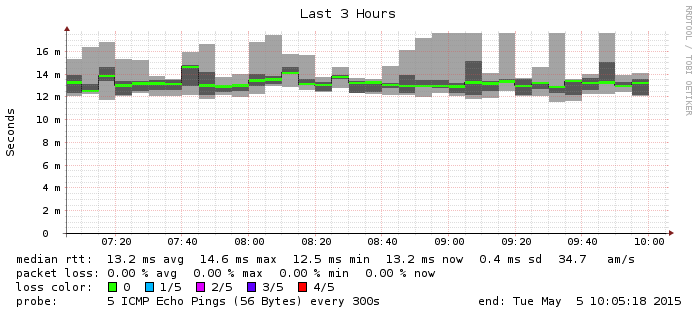 Last 3 Hours
RRDTOOL / TOBI OETIKER
Seconds
16 m
14 m
12 m
10 m
8 m
6 m
4 m
2 m
0
07:20 07:40 08:00 08:20 08:40 09:00 09:20 09:40 10:00
median rtt: 13.2 ms avg 14.6 ms max 12.5 ms min 13.2 ms now 0.4 ms sd 34.7 am/s
packet loss: 0.00 % avg 0.00 % max 0.00 % min 0.00 % now
loss color: 0 1/5 2/5 3/5 4/5
probe: 5 ICMP Echo Pings (56 Bytes) every 300s end: Tue May 5 10:05:18 2015